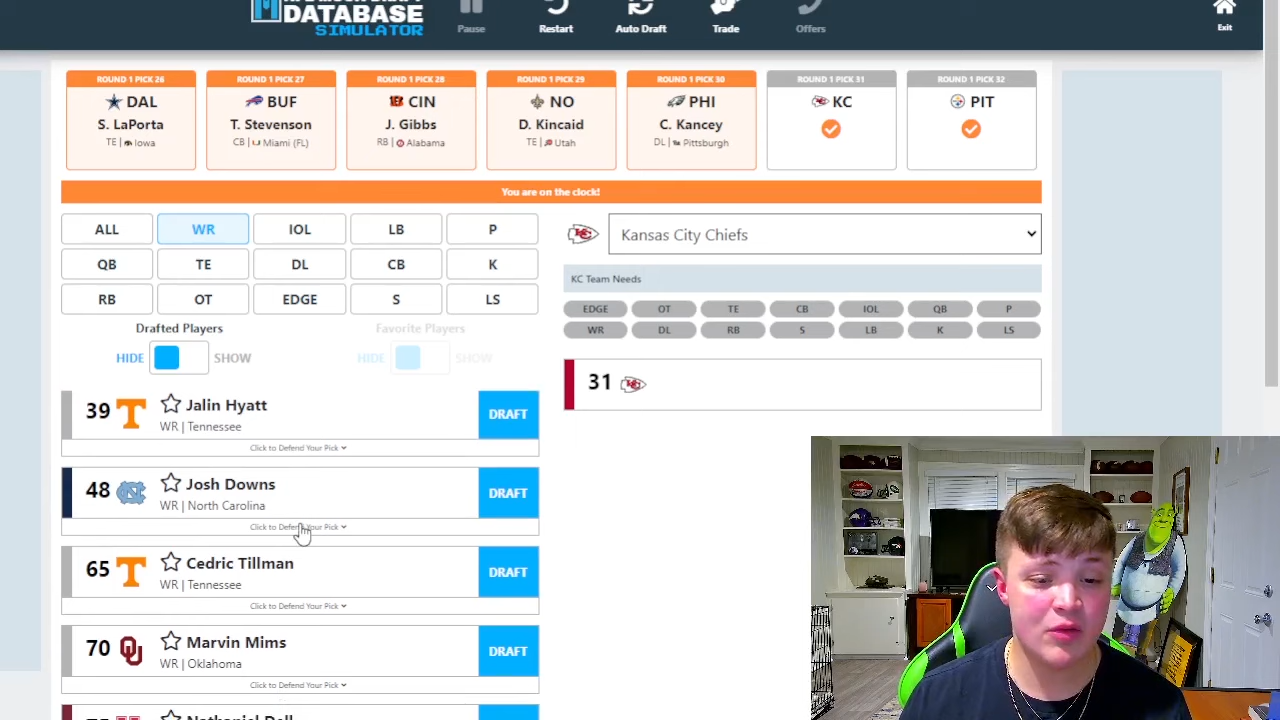 DATABASE
SIMULATOR
Pause
Restart
Auto Draft
Trade
Offers
Exit
ROUND 1 PICK 26
DAL
S. LaPorta
TE | Iowa
ROUND 1 PICK 27
BUF
T. Stevenson
CB | Miami (FL)
ROUND 1 PICK 28
CIN
J. Gibbs
RB | Alabama
ROUND 1 PICK 29
NO
D. Kincaid
TE | Utah
ROUND 1 PICK 30
PHI
C. Kancey
DL | Pittsburgh
ROUND 1 PICK 31
KC
ROUND 1 PICK 32
PIT
You are on the clock!
ALL WR IOL LB P
QB TE DL CB K
RB OT EDGE S LS
Drafted Players
HIDE SHOW
Favorite Players
HIDE SHOW
39 Jalin Hyatt
WR | Tennessee
DRAFT
Click to Defend Your Pick
48 Josh Downs
WR | North Carolina
DRAFT
Click to Defend Your Pick
65 Cedric Tillman
WR | Tennessee
DRAFT
Click to Defend Your Pick
70 Marvin Mims
WR | Oklahoma
DRAFT
Click to Defend Your Pick
Kansas City Chiefs
KC Team Needs
EDGE OT TE CB IOL QB P
WR DL RB S LB K LS
31